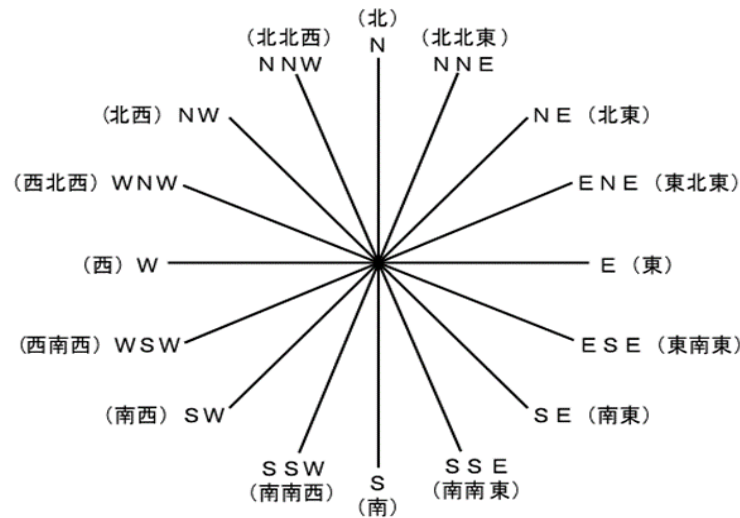 (北)
N
(北北西)
NNW
(北北東)
NNE
(北西) NW
NE (北東)
(西北西) WNW
ENE (東北東)
(西) W
E (東)
(西南西) WSW
ESE (東南東)
(南西) SW
SE (南東)
SSW
(南南西)
S
(南)
SSE
(南南東)